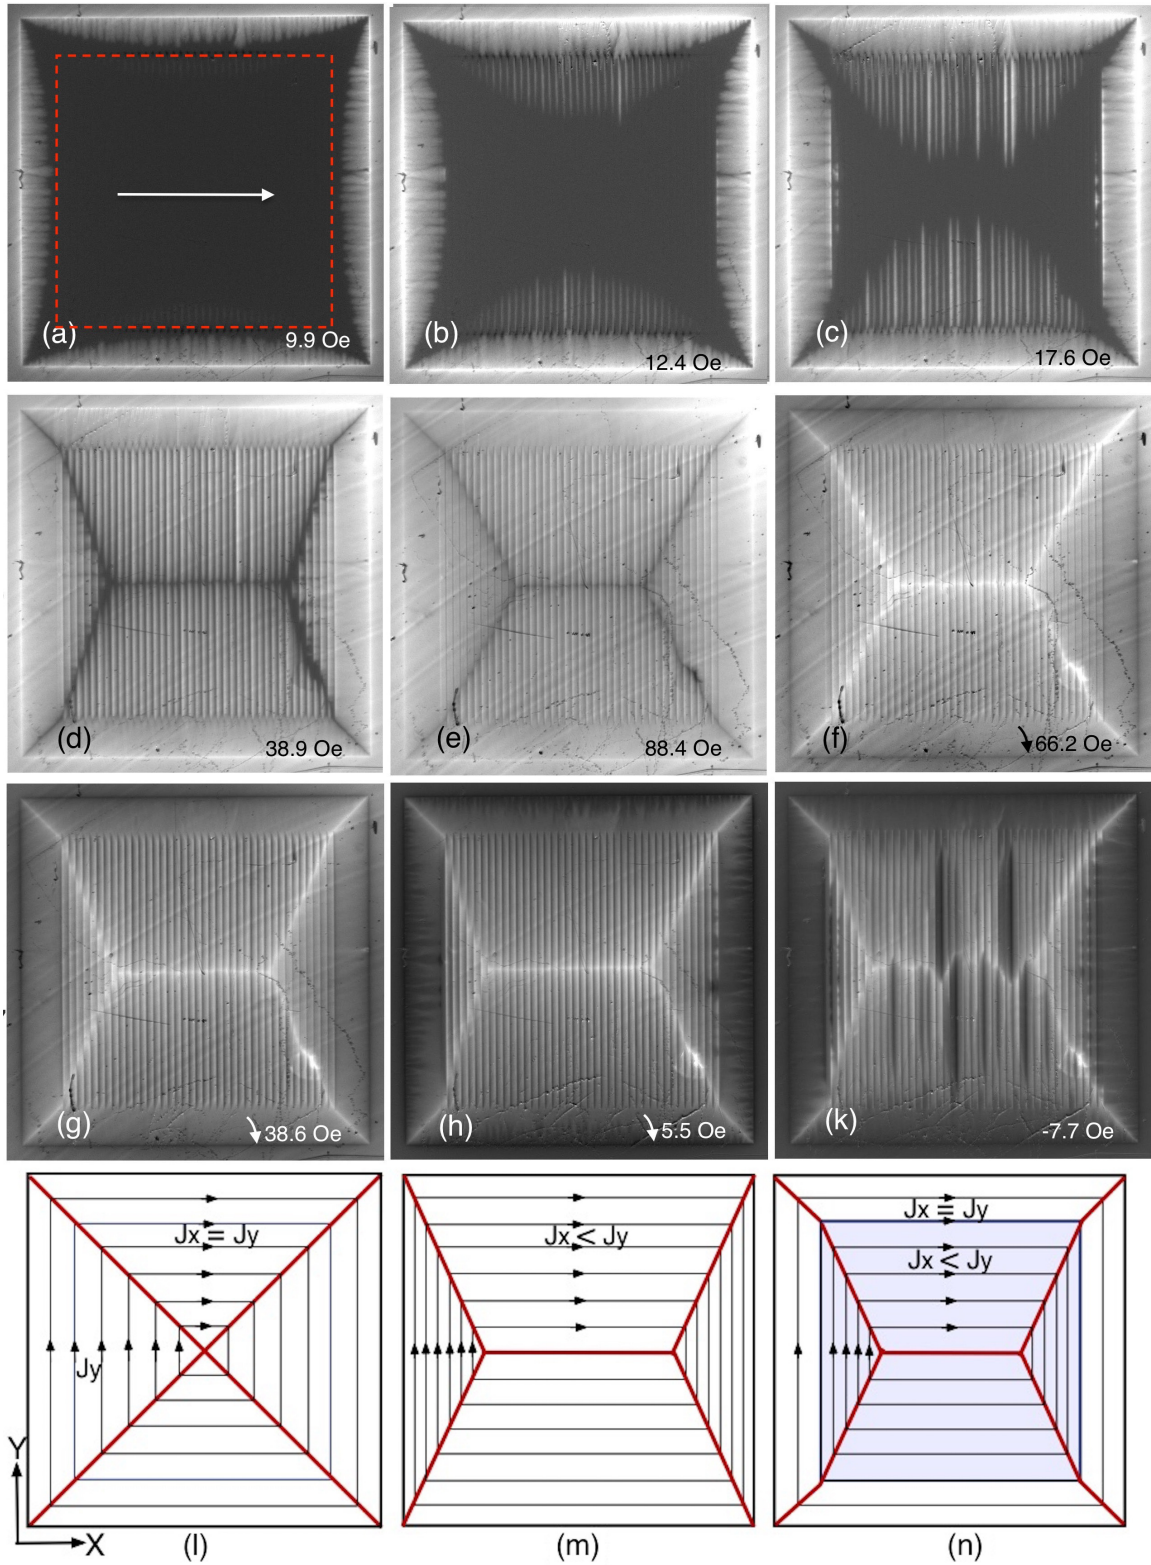 (a)
9.9 Oe
(b)
12.4 Oe
(c)
17.6 Oe
(d)
38.9 Oe
(e)
88.4 Oe
(f)
66.2 Oe
(g)
38.6 Oe
(h)
5.5 Oe
(k)
-7.7 Oe
Jx = Jy
Jy
Y
X
(l)
Jx < Jy
(m)
Jx = Jy
Jx < Jy
(n)